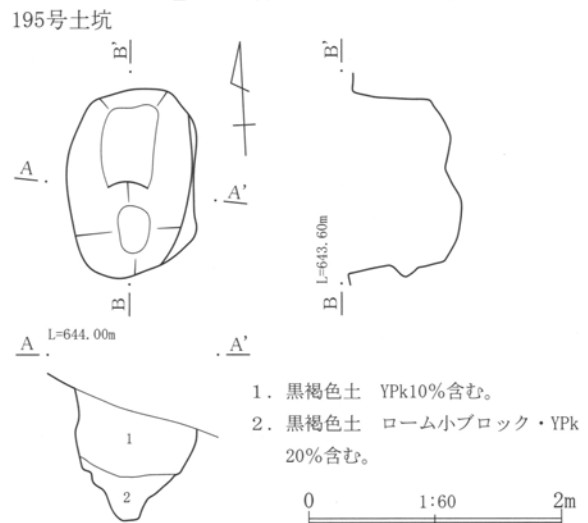 195号土坑
B'
B'
A
A'
B
B
L=643.60m
A L=644.00m A'
1
2
1. 黒褐色土 YPk10%含む。
2. 黒褐色土 ローム小ブロック・YPk
20%含む。
0 1:60 2m